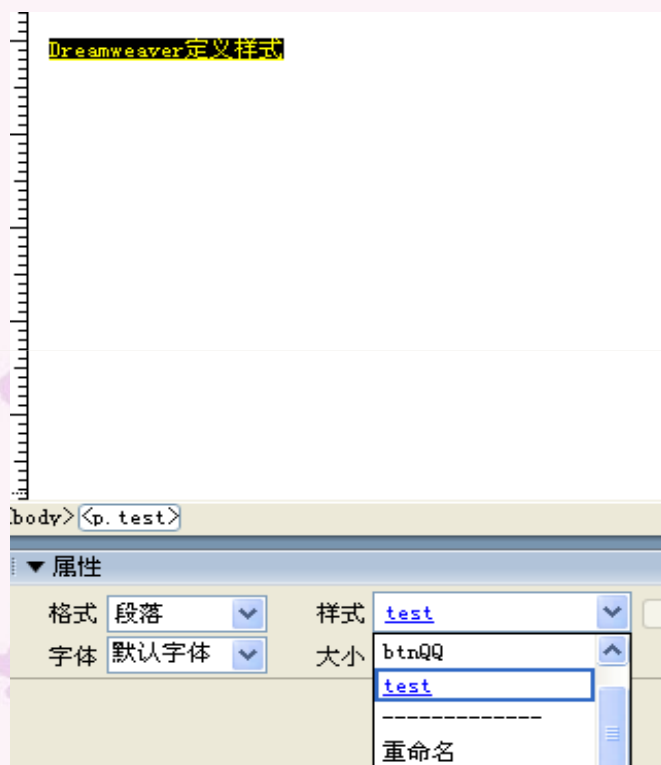 Dreamweaver定义样式
body><p.test>
▼属性
格式 段落 样式 test
字体 默认字体 大小 btnQQ
test
-------------
重命名